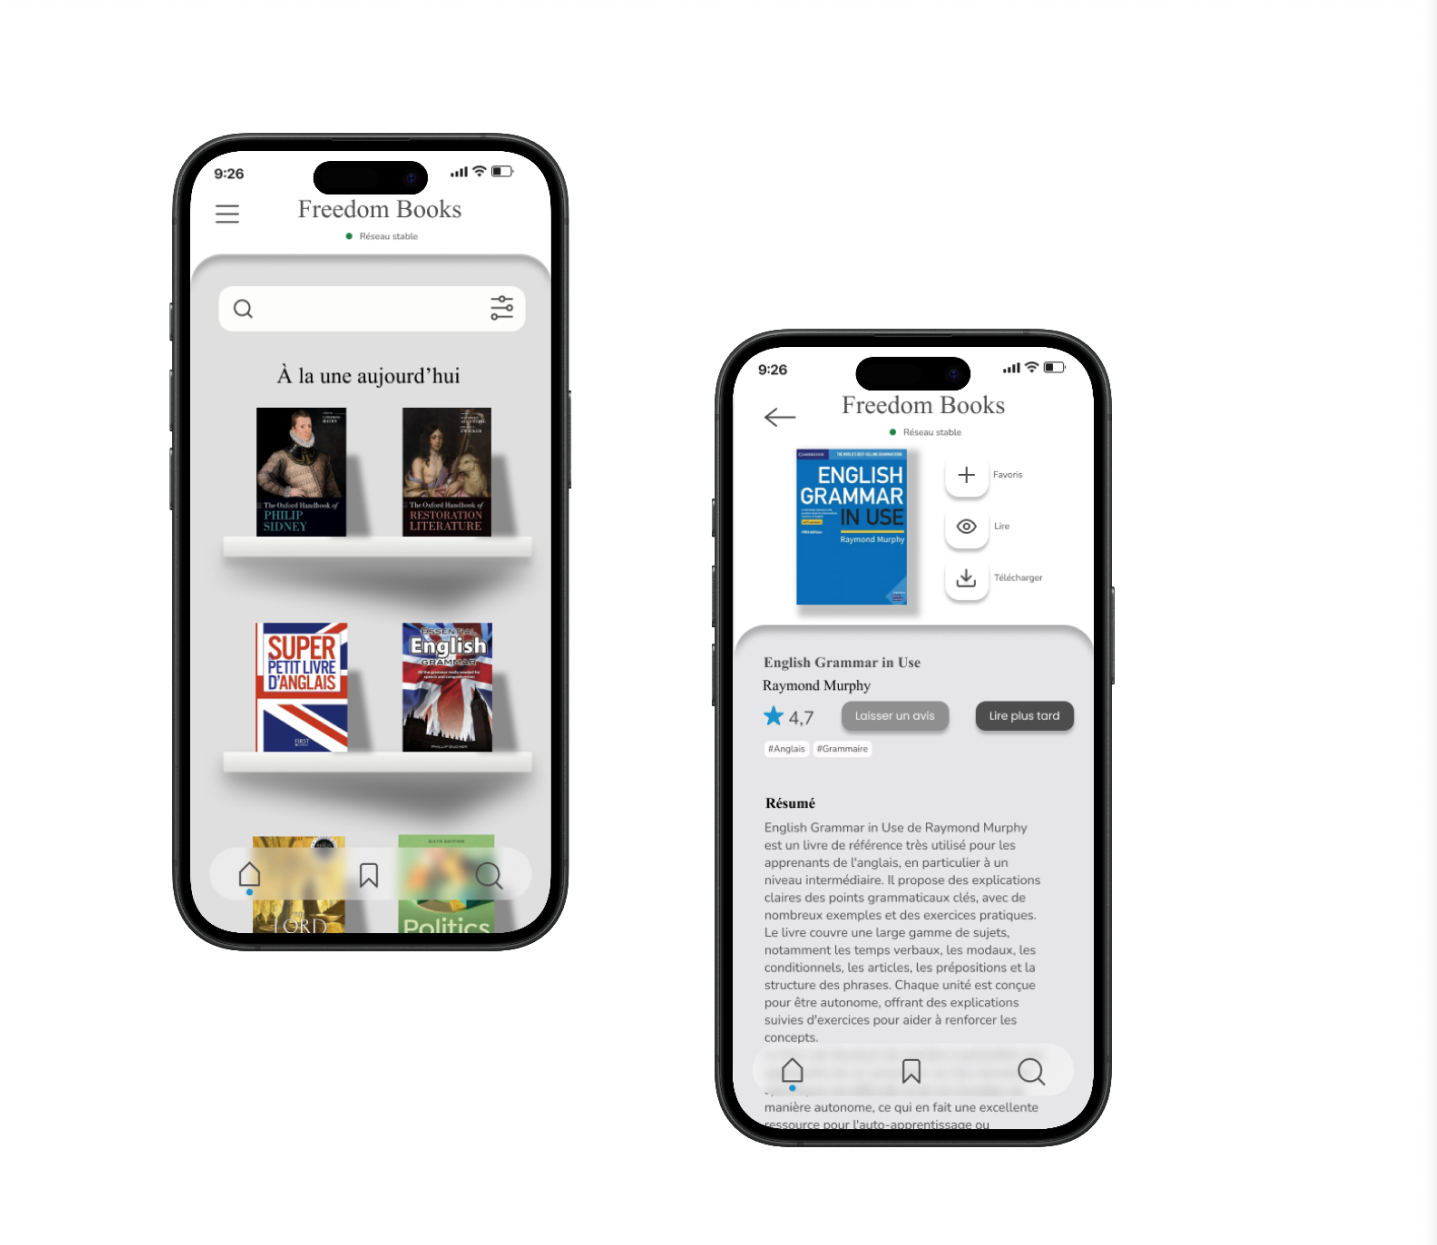 9:26
Freedom Books
Réseau stable
À la une aujourd’hui
The Oxford Handbook of
PHILIP
SIDNEY
The Oxford Handbook of
RESTORATION
LITERATURE
SUPER
PETIT LIVRE
D'ANGLAIS
FIRST
ESSENTIAL
English
GRAMMAR
LORD
SIXTH EDITION
Politics
9:26
Freedom Books
Réseau stable
ENGLISH
GRAMMAR
IN USE
Raymond Murphy
Favoris
Lire
Télécharger
English Grammar in Use
Raymond Murphy
4,7
Laisser un avis
Lire plus tard
#Anglais
#Grammaire
Résumé
English Grammar in Use de Raymond Murphy
est un livre de référence très utilisé pour les
apprenants de l'anglais, en particulier à un
niveau intermédiaire. Il propose des explications
claires des points grammaticaux clés, avec de
nombreux exemples et des exercices pratiques.
Le livre couvre une large gamme de sujets,
notamment les temps verbaux, les modaux, les
conditionnels, les articles, les prépositions et la
structure des phrases. Chaque unité est conçue
pour être autonome, offrant des explications
suivies d'exercices pour aider à renforcer les
concepts.
manière autonome, ce qui en fait une excellente
ressource pour l'auto-apprentissage ou